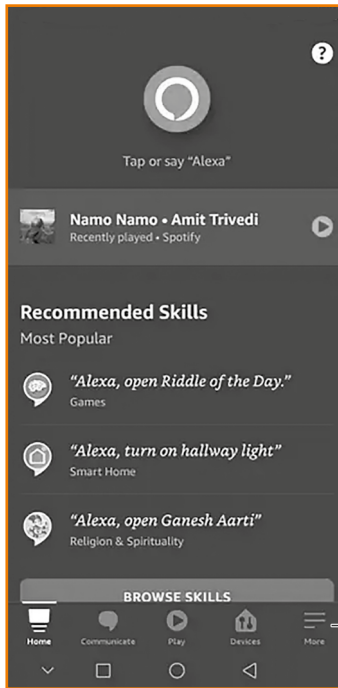 ?
Tap or say “Alexa”
Namo Namo • Amit Trivedi
Recently played • Spotify
Recommended Skills
Most Popular
“Alexa, open Riddle of the Day.”
Games
“Alexa, turn on hallway light”
Smart Home
“Alexa, open Ganesh Aarti”
Religion & Spirituality
BROWSE SKILLS
Home Communicate Play Devices More